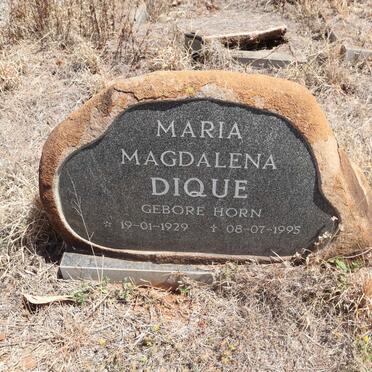 MARIA
MAGDALENA
DIQUE
GEBORE HORN
* 19-01-1929 ✝ 08-07-1995